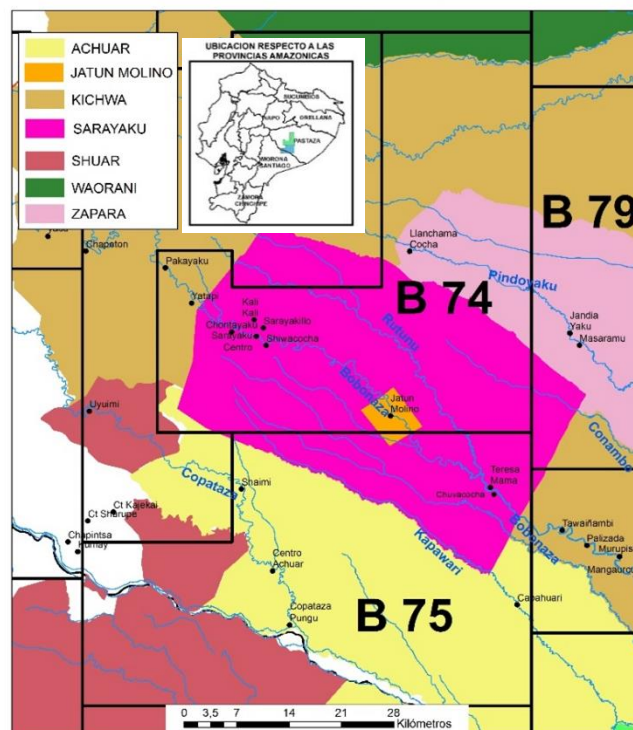 ACHUAR
JATUN MOLINO
KICHWA
SARAYAKU
SHUAR
WAORANI
ZAPARA
UBICACION RESPECTO A LAS
PROVINCIAS AMAZONICAS
SUCUMBIOS
NAPO
ORELLANA
PASTAZA
MORONA
SANTIAGO
ZAMORA
CHINCHIPE
B 79
Chapeton
Llanchama
Cocha
Pakayaku
Pindoyaku
B 74
Yatapi
Kali
Kali
Rutunu
Chontayaku
Sarayakillo
Sarayaku
Centro
Shiwacocha
Jandia
Yaku
Masaramu
Bobonaza
Jatun
Molino
Uyuimi
Conambo
Copataza
Shaimi
Teresa
Mama
Chuvacocha
Ct Kajekai
Ct Sharupe
Chapintsa
Kumay
Kapawari
Bobonaza
Tawaiñambi
Palizada
Murupis
Mangaurco
Centro
Achuar
Capahuari
Copataza
Pungu
B 75
0 3,5 7 14 21 28
Kilómetros